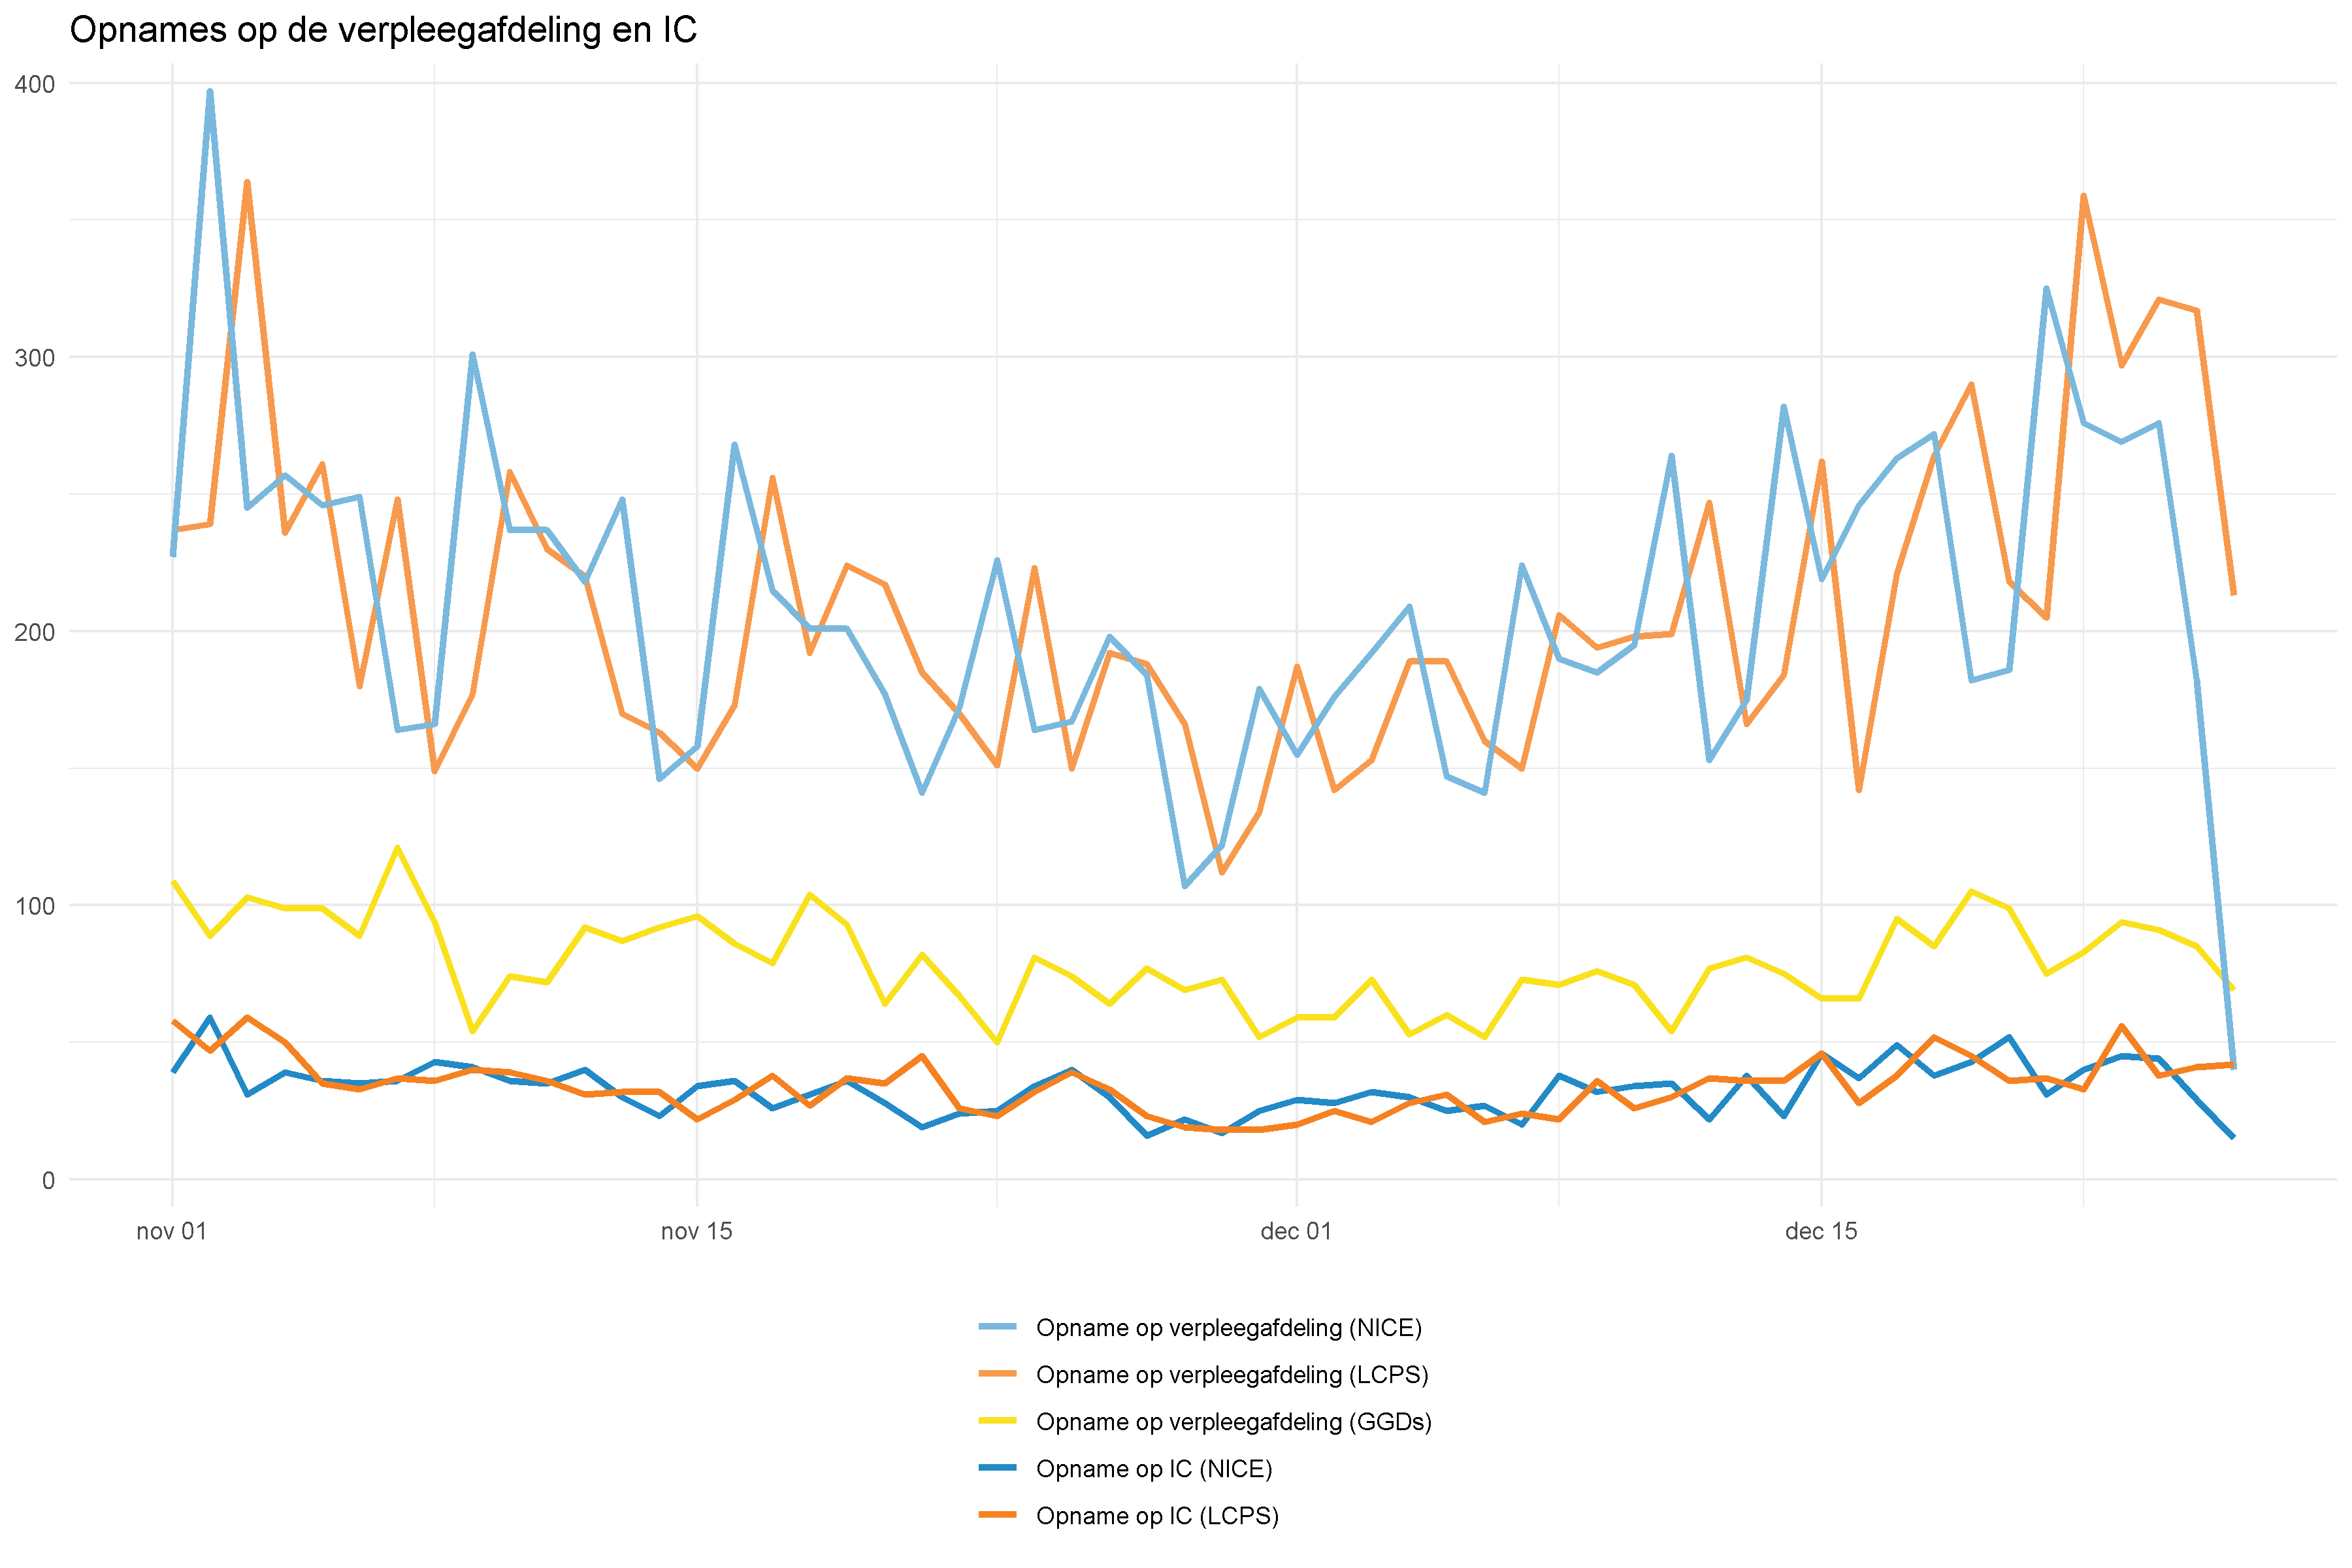 Opnames op de verpleegafdeling en IC
400
300
200
100
0
nov 01
nov 15
dec 01
dec 15
Opname op verpleegafdeling (NICE)
Opname op verpleegafdeling (LCPS)
Opname op verpleegafdeling (GGDs)
Opname op IC (NICE)
Opname op IC (LCPS)